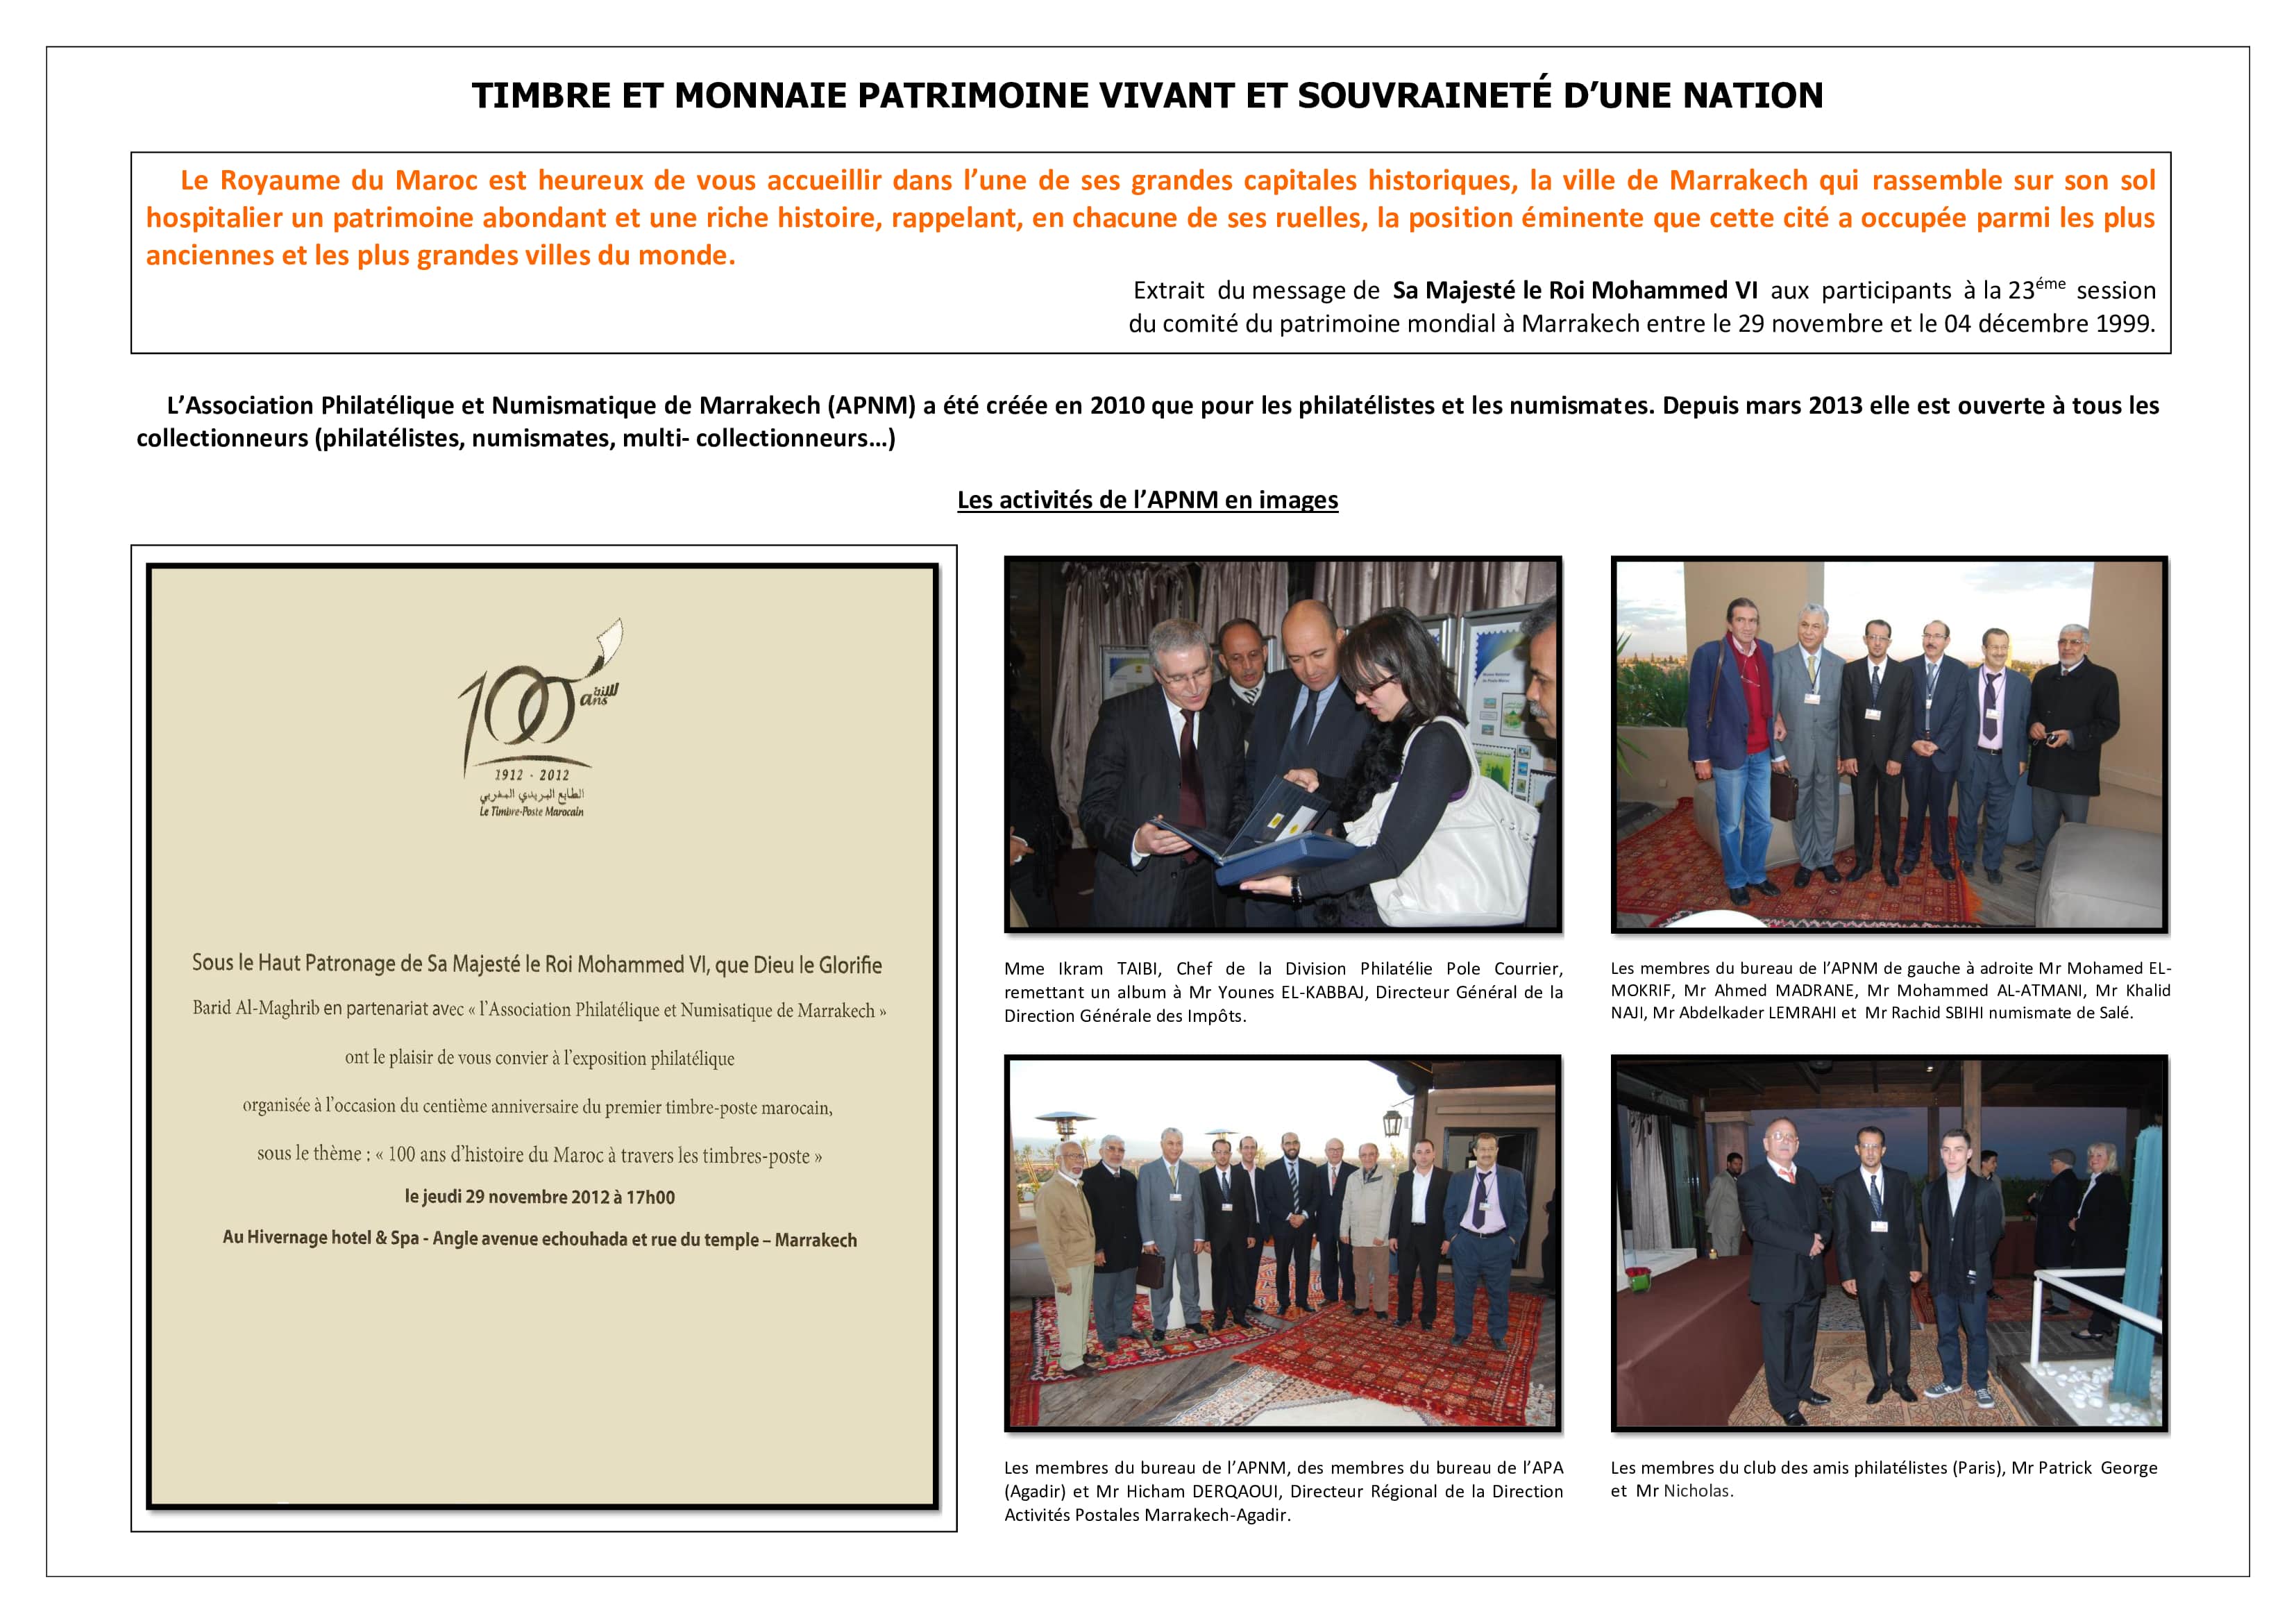 TIMBRE ET MONNAIE PATRIMOINE VIVANT ET SOUVRAINETÉ D’UNE NATION
Le Royaume du Maroc est heureux de vous accueillir dans l’une de ses grandes capitales historiques, la ville de Marrakech qui rassemble sur son sol
hospitalier un patrimoine abondant et une riche histoire, rappelant, en chacune de ses ruelles, la position éminente que cette cité a occupée parmi les plus
anciennes et les plus grandes villes du monde.
Extrait du message de Sa Majesté le Roi Mohammed VI aux participants à la 23éme session
du comité du patrimoine mondial à Marrakech entre le 29 novembre et le 04 décembre 1999.
L’Association Philatélique et Numismatique de Marrakech (APNM) a été créée en 2010 que pour les philatélistes et les numismates. Depuis mars 2013 elle est ouverte à tous les
collectionneurs (philatélistes, numismates, multi- collectionneurs…)
Les activités de l’APNM en images
100 ans سنة
1912 - 2012
الطابع البريدي المغربي
Le Timbre-Poste Marocain
Sous le Haut Patronage de Sa Majesté le Roi Mohammed VI, que Dieu le Glorifie
Barid Al-Maghrib en partenariat avec « l’Association Philatélique et Numisatique de Marrakech »
ont le plaisir de vous convier à l’exposition philatélique
organisée à l’occasion du centième anniversaire du premier timbre-poste marocain,
sous le thème : « 100 ans d’histoire du Maroc à travers les timbres-poste »
le jeudi 29 novembre 2012 à 17h00
Au Hivernage hotel & Spa - Angle avenue echouhada et rue du temple – Marrakech
Mme Ikram TAIBI, Chef de la Division Philatélie Pole Courrier,
remettant un album à Mr Younes EL-KABBAJ, Directeur Général de la
Direction Générale des Impôts.
Les membres du bureau de l’APNM de gauche à adroite Mr Mohamed EL-
MOKRIF, Mr Ahmed MADRANE, Mr Mohammed AL-ATMANI, Mr Khalid
NAJI, Mr Abdelkader LEMRAHI et Mr Rachid SBIHI numismate de Salé.
Les membres du bureau de l’APNM, des membres du bureau de l’APA
(Agadir) et Mr Hicham DERQAOUI, Directeur Régional de la Direction
Activités Postales Marrakech-Agadir.
Les membres du club des amis philatélistes (Paris), Mr Patrick George
et Mr Nicholas.